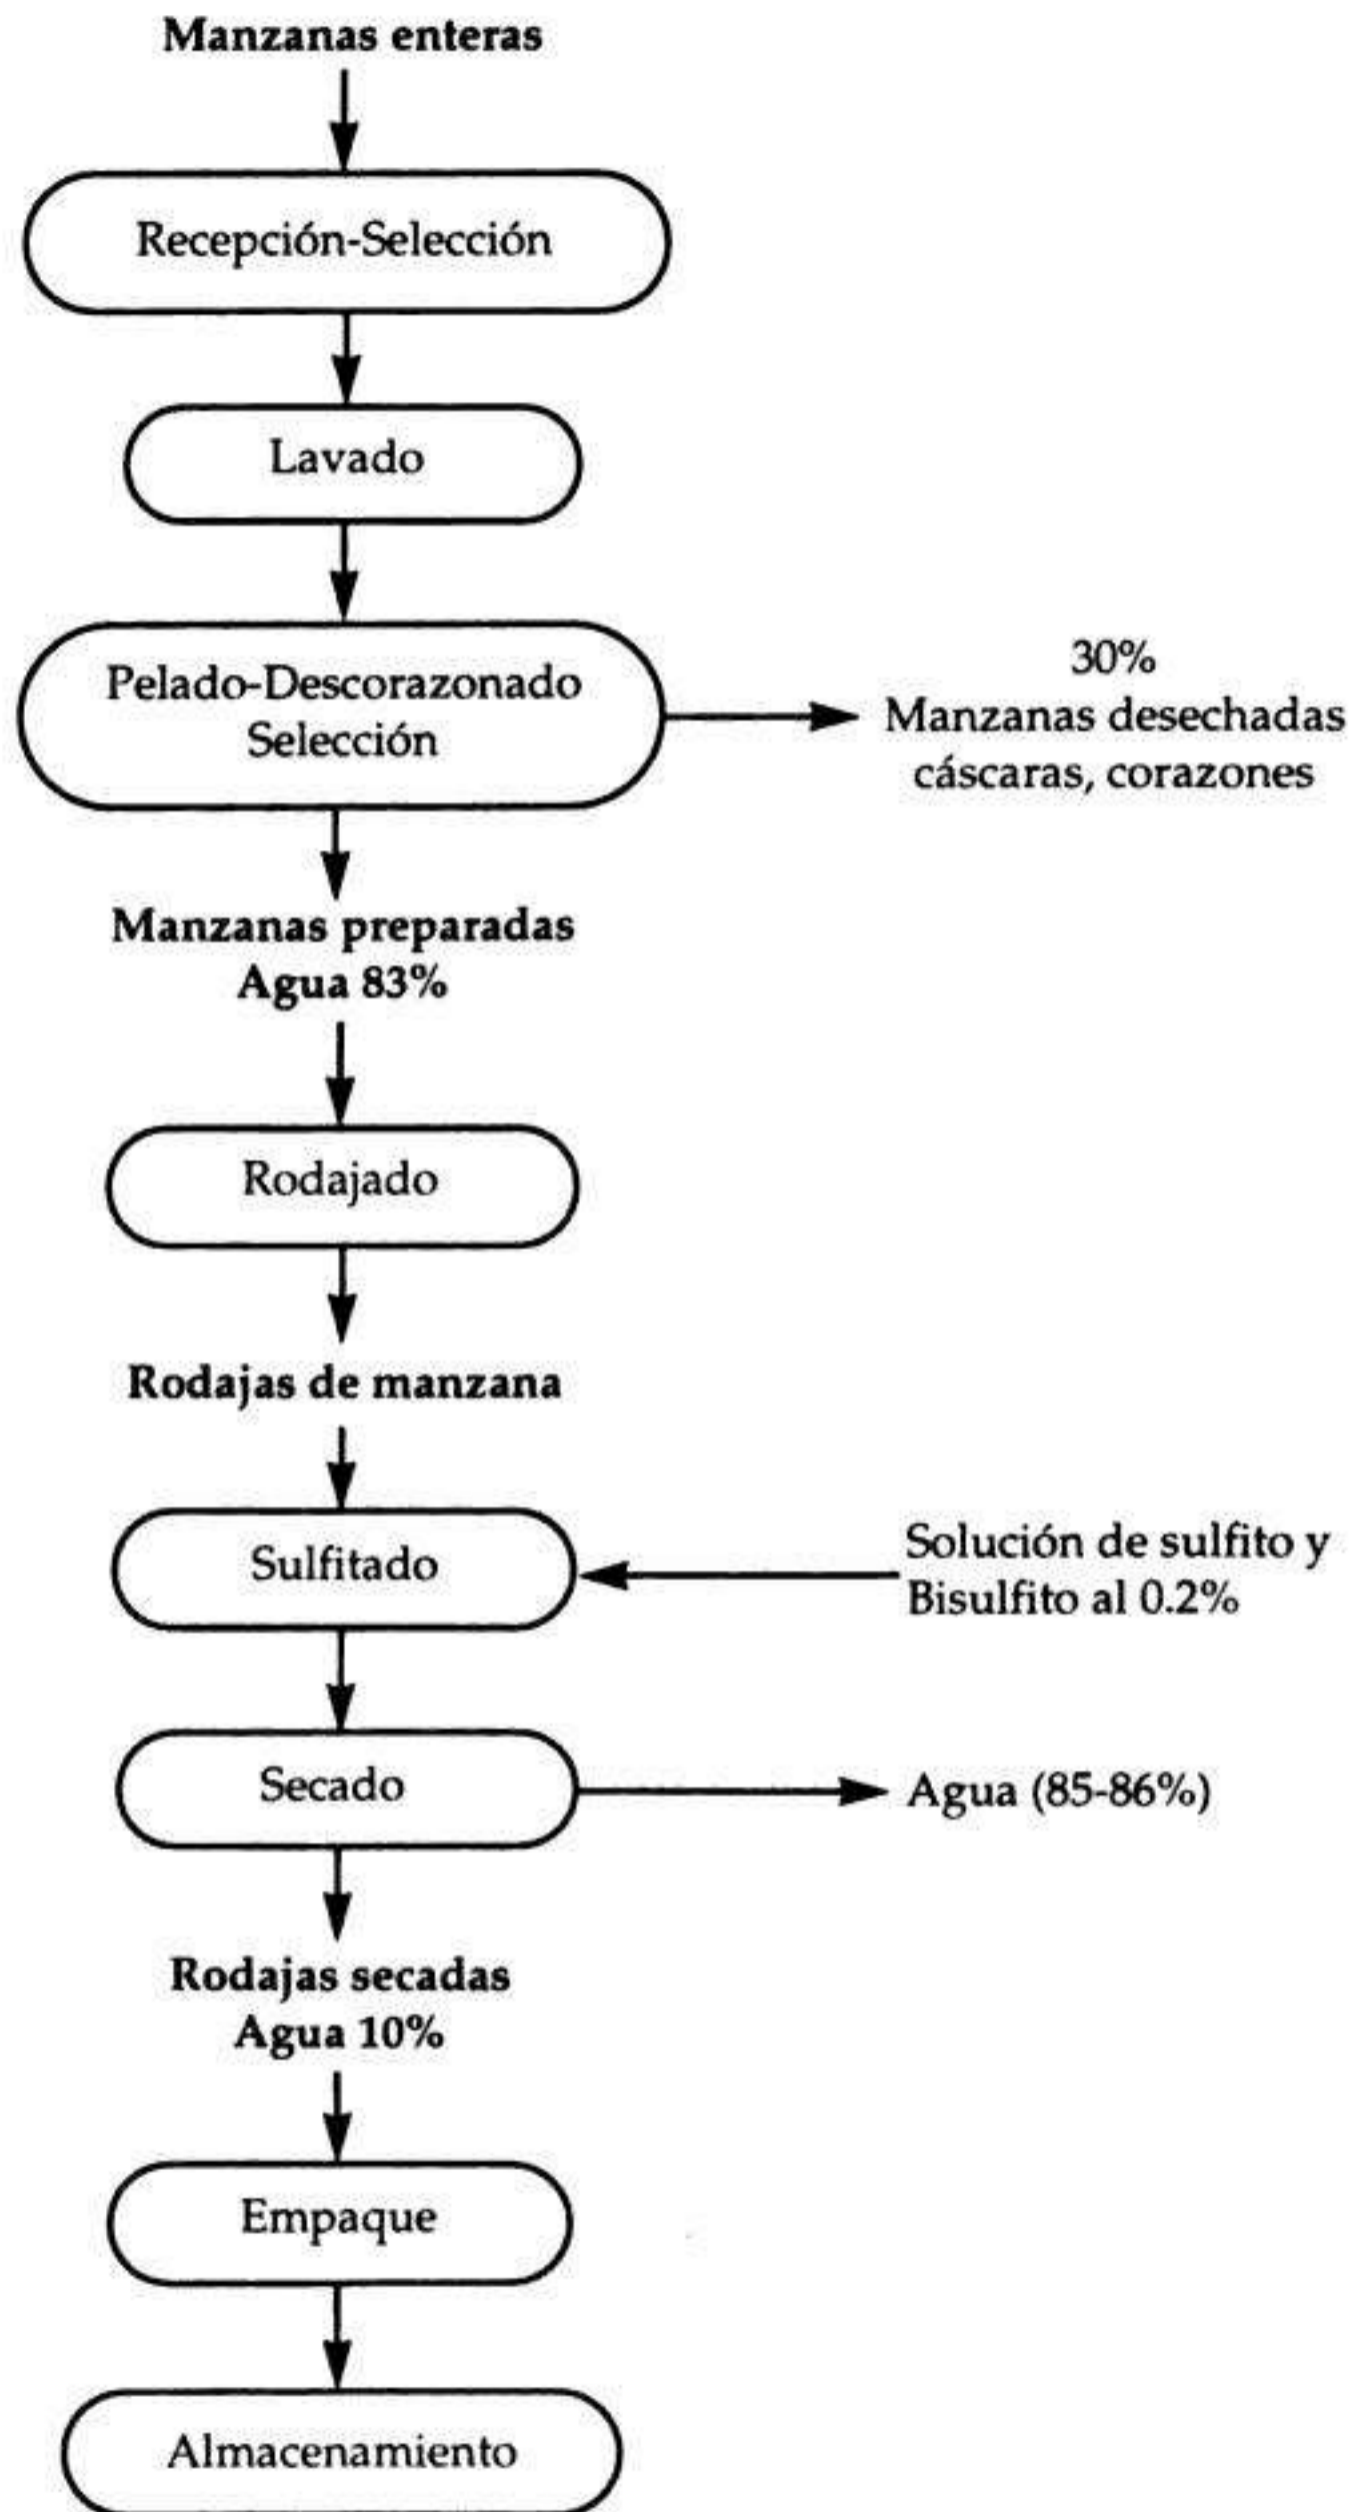 Manzanas enteras
Recepción-Selección
Lavado
Pelado-Descorazonado
Selección
30%
Manzanas desechadas
cáscaras, corazones
Manzanas preparadas
Agua 83%
Rodajado
Rodajas de manzana
Sulfitado
Solución de sulfito y
Bisulfito al 0.2%
Secado
Agua (85-86%)
Rodajas secadas
Agua 10%
Empaque
Almacenamiento